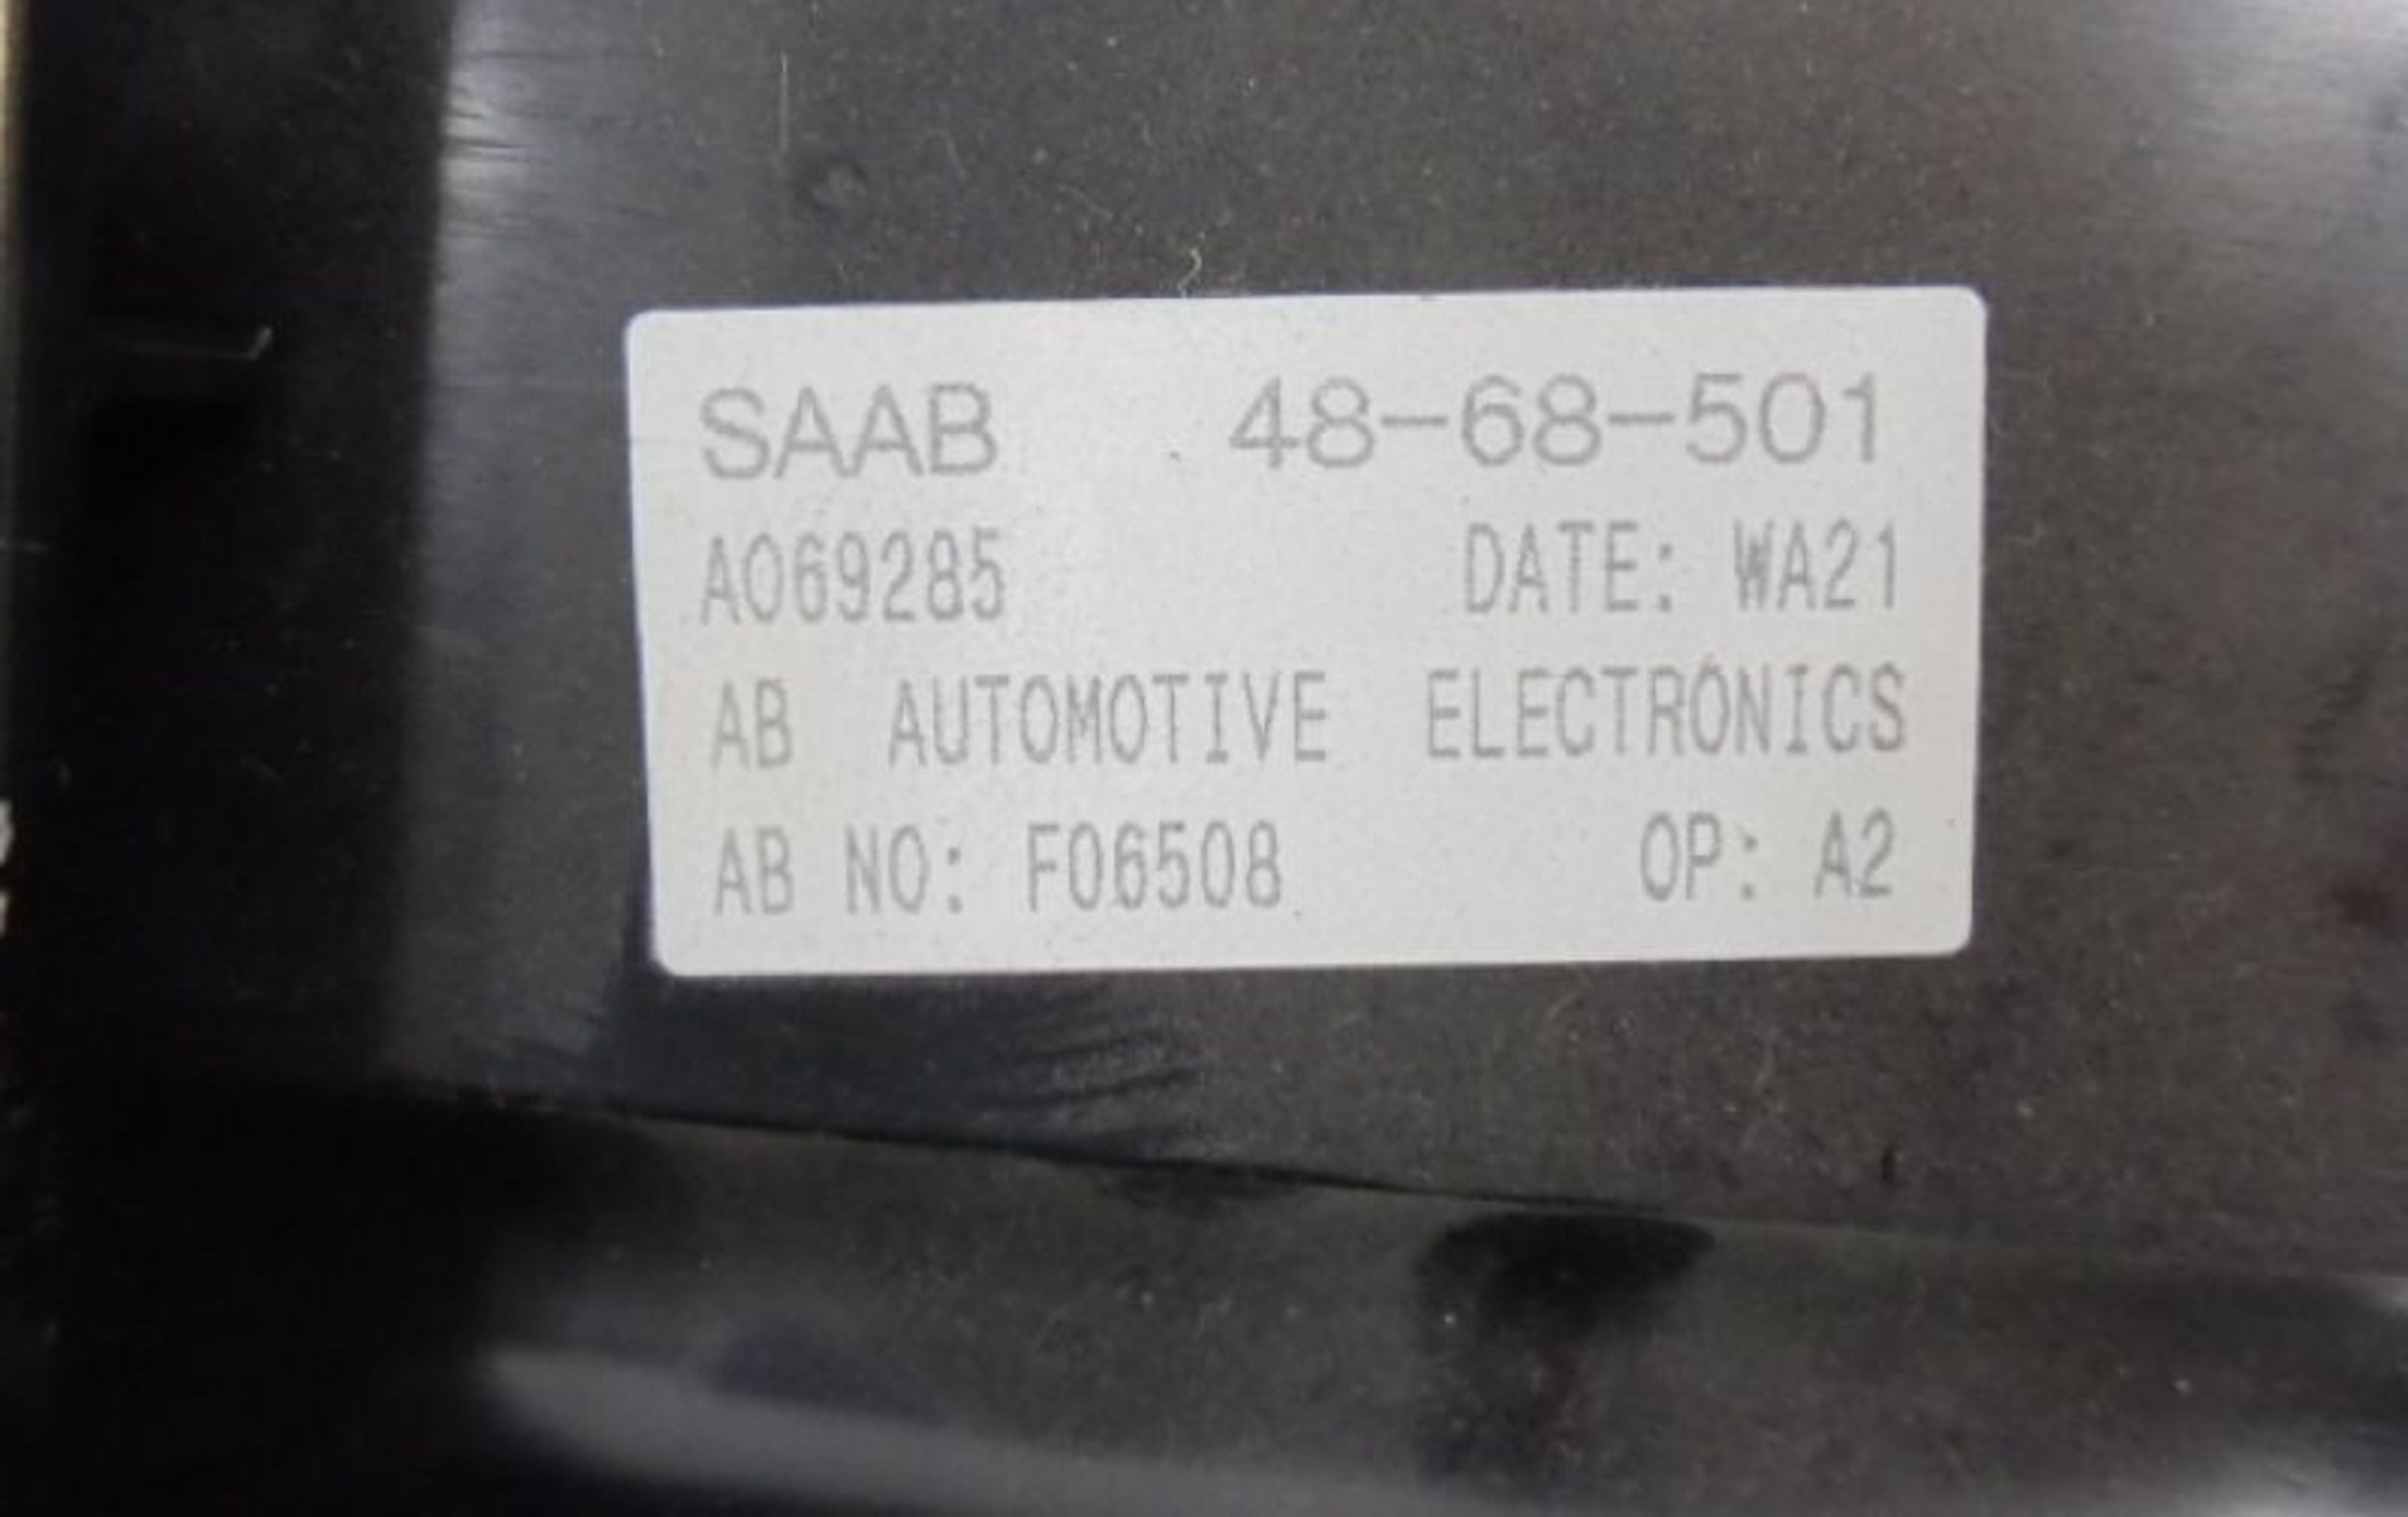 SAAB 48-68-501
A069285 DATE: WA21
AB AUTOMOTIVE ELECTRONICS
AB NO: F06508 OP: A2